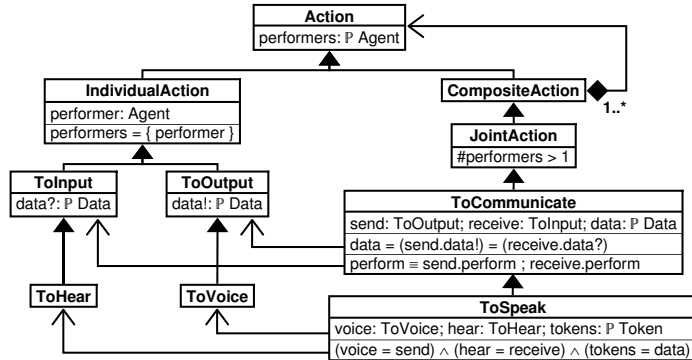 Action
performers: ℙ Agent
IndividualAction
performer: Agent
performers = { performer }
CompositeAction
1..*
JointAction
#performers > 1
ToInput
data?: ℙ Data
ToOutput
data!: ℙ Data
ToCommunicate
send: ToOutput; receive: ToInput; data: ℙ Data
data = (send.data!) = (receive.data?)
perform ≡ send.perform ; receive.perform
ToHear
ToVoice
ToSpeak
voice: ToVoice; hear: ToHear; tokens: ℙ Token
(voice = send) ∧ (hear = receive) ∧ (tokens = data)